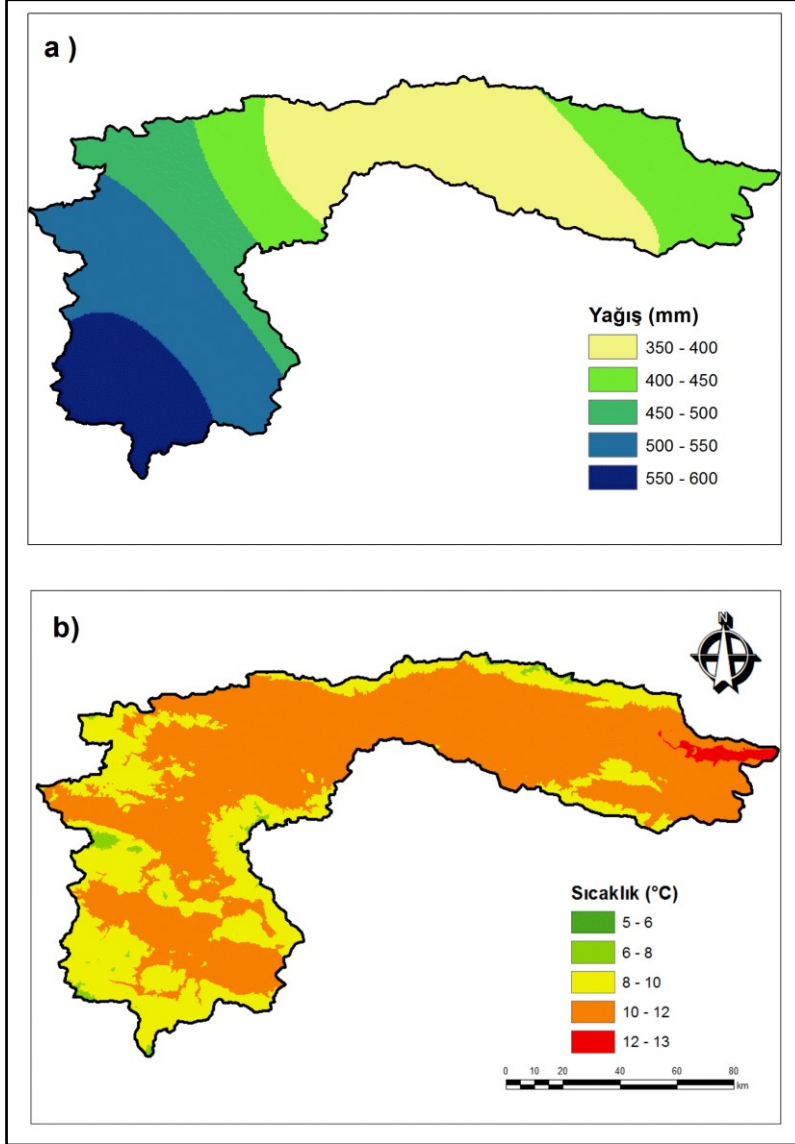 a )
Yağış (mm)
350 - 400
400 - 450
450 - 500
500 - 550
550 - 600
b)
N
Sıcaklık (°C)
5 - 6
6 - 8
8 - 10
10 - 12
12 - 13
0 10 20 40 60 80
km